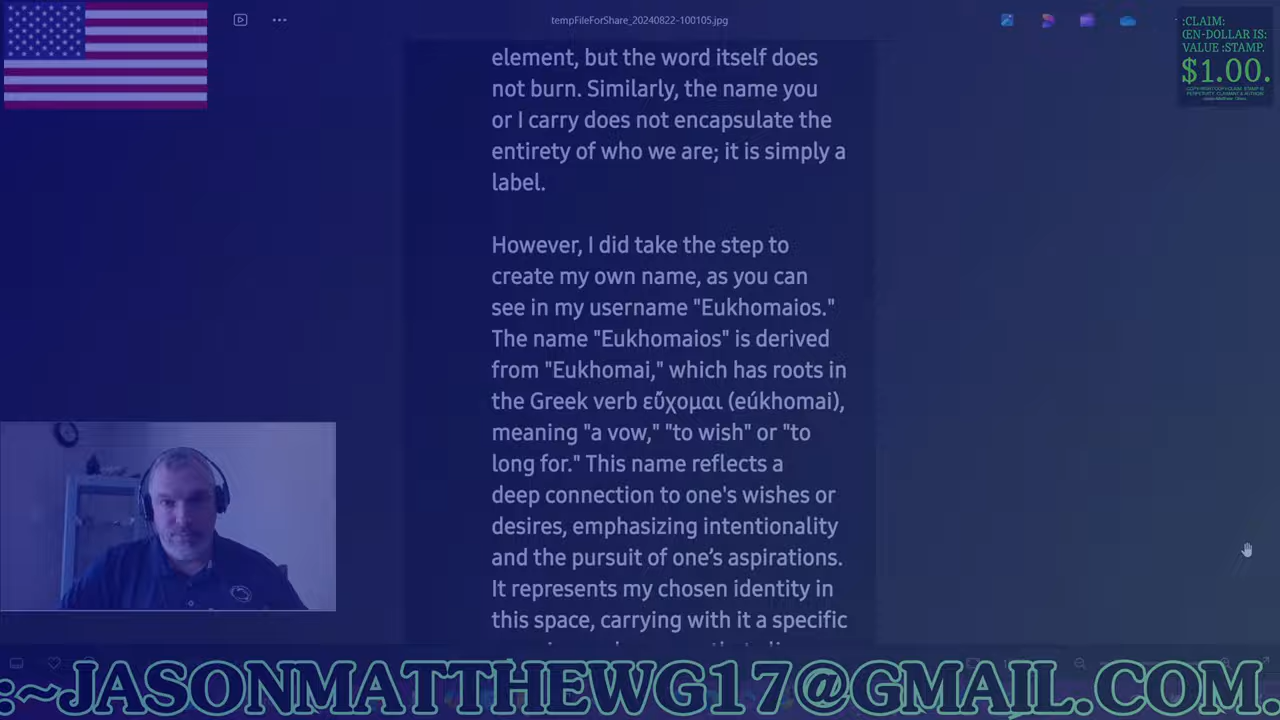 tempFileForShare_20240822-100105.jpg
:CLAIM:
(EN-DOLLAR IS:
VALUE :STAMP.
$1.00.
element, but the word itself does
not burn. Similarly, the name you
or I carry does not encapsulate the
entirety of who we are; it is simply a
label.
However, I did take the step to
create my own name, as you can
see in my username "Eukhomaios."
The name "Eukhomaios" is derived
from "Eukhomai," which has roots in
the Greek verb εὔχομαι (eúkhomai),
meaning "a vow," "to wish" or "to
long for." This name reflects a
deep connection to one's wishes or
desires, emphasizing intentionality
and the pursuit of one’s aspirations.
It represents my chosen identity in
this space, carrying with it a specific
:~JASONMATTHEWG17@GMAIL.COM.